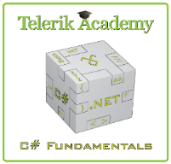 Telerik Academy
C#
.NET
C# Fundamentals